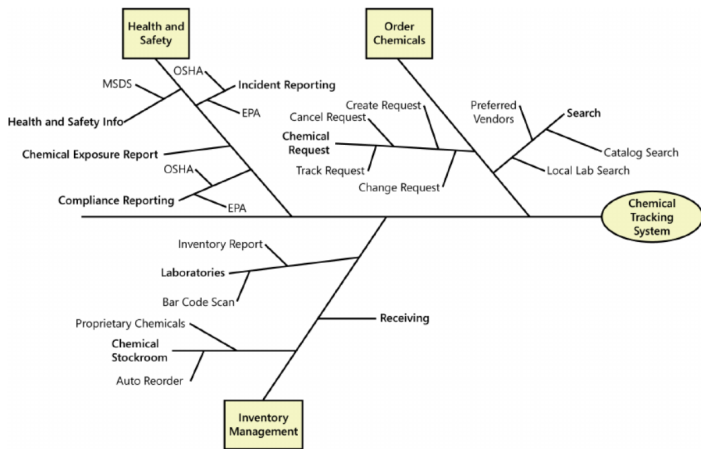 Health and
Safety
Order
Chemicals
OSHA
MSDS
Incident Reporting
EPA
Health and Safety Info
Chemical Exposure Report
OSHA
Compliance Reporting
EPA
Create Request
Cancel Request
Chemical
Request
Track Request
Change Request
Preferred
Vendors
Search
Catalog Search
Local Lab Search
Chemical
Tracking
System
Inventory Report
Laboratories
Bar Code Scan
Receiving
Proprietary Chemicals
Chemical
Stockroom
Auto Reorder
Inventory
Management